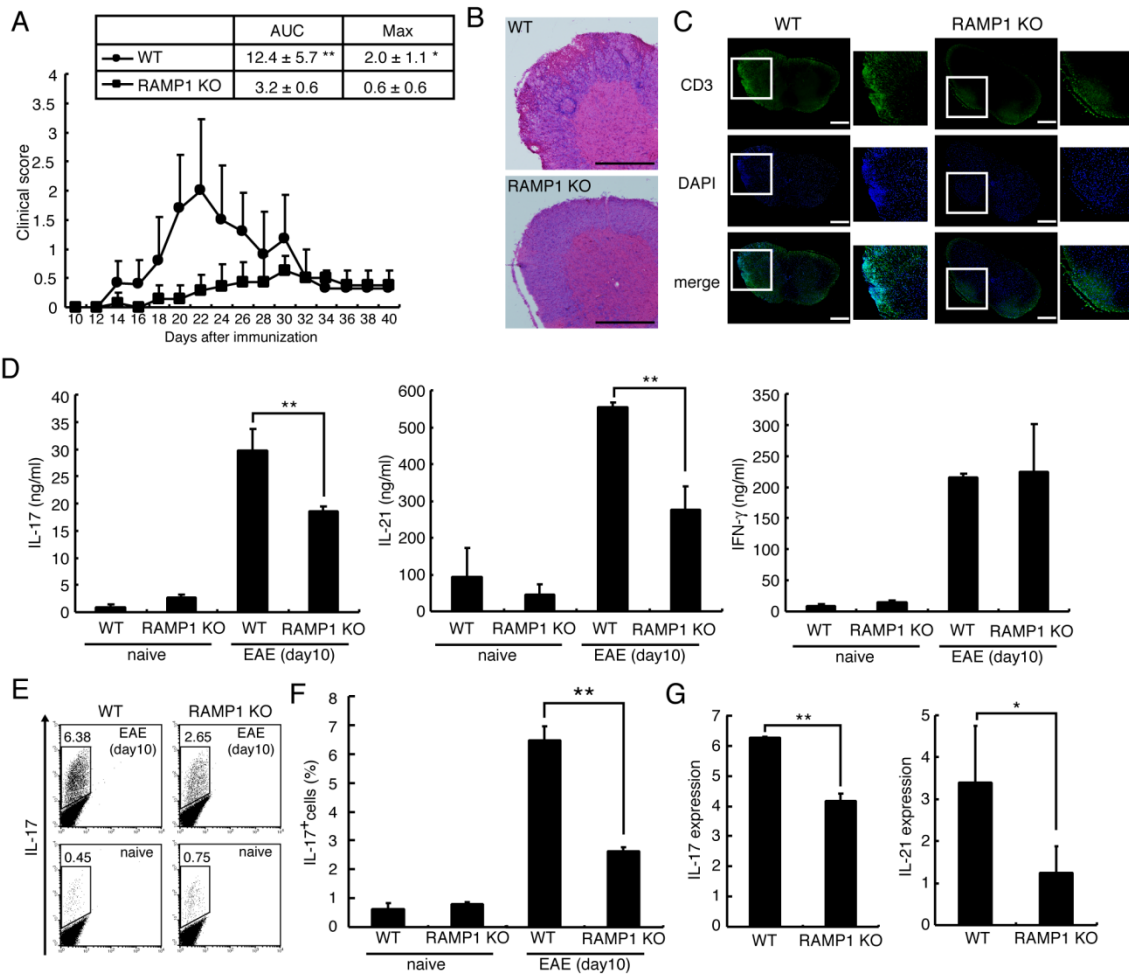 A
AUC Max
WT 12.4 ± 5.7 ** 2.0 ± 1.1 *
RAMP1 KO 3.2 ± 0.6 0.6 ± 0.6
Clinical score
4
3.5
3
2.5
2
1.5
1
0.5
0
10 12 14 16 18 20 22 24 26 28 30 32 34 36 38 40
Days after immunization
B
WT
RAMP1 KO
C
WT RAMP1 KO
CD3
DAPI
merge
D
IL-17 (ng/ml)
40
35
30
25
20
15
10
5
0
**
WT RAMP1 KO WT RAMP1 KO
naive EAE (day10)
IL-21 (ng/ml)
600
500
400
300
200
100
0
**
WT RAMP1 KO WT RAMP1 KO
naive EAE (day10)
IFN-γ (ng/ml)
350
300
250
200
150
100
50
0
WT RAMP1 KO WT RAMP1 KO
naive EAE (day10)
E
WT RAMP1 KO
IL-17
6.38 EAE
(day10)
2.65 EAE
(day10)
0.45 naive
0.75 naive
F
IL-17+cells (%)
8
7
6
5
4
3
2
1
0
**
WT RAMP1 KO WT RAMP1 KO
naive EAE (day10)
G
IL-17 expression
7
6
5
4
3
2
1
0
**
WT RAMP1 KO
IL-21 expression
5
4
3
2
1
0
*
WT RAMP1 KO